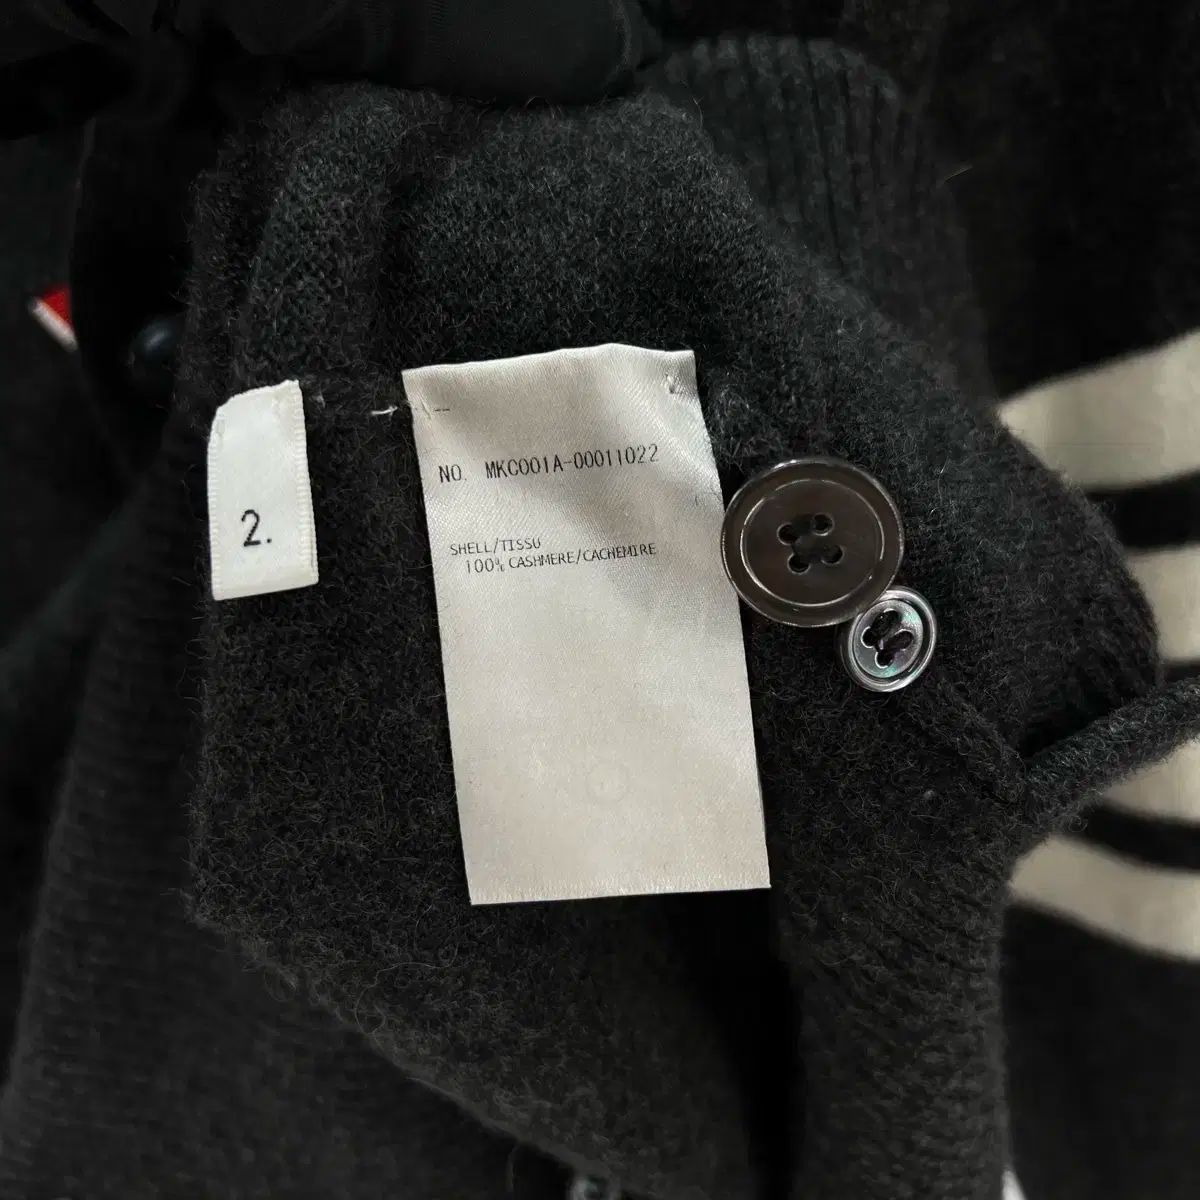 2.
NO. MKC001A-00011022
SHELL/TISSU
100% CASHMERE/CACHEMIRE